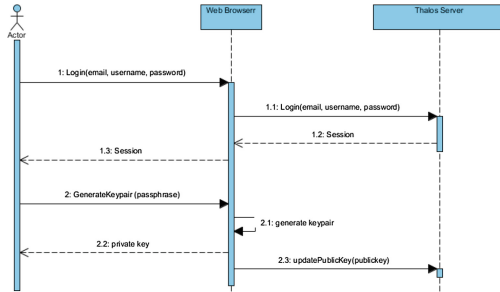 Actor
Web Browserr
Thalos Server
1: Login(email, username, password)
1.1: Login(email, username, password)
1.2: Session
1.3: Session
2: GenerateKeypair (passphrase)
2.1: generate keypair
2.2: private key
2.3: updatePublicKey(publickey)